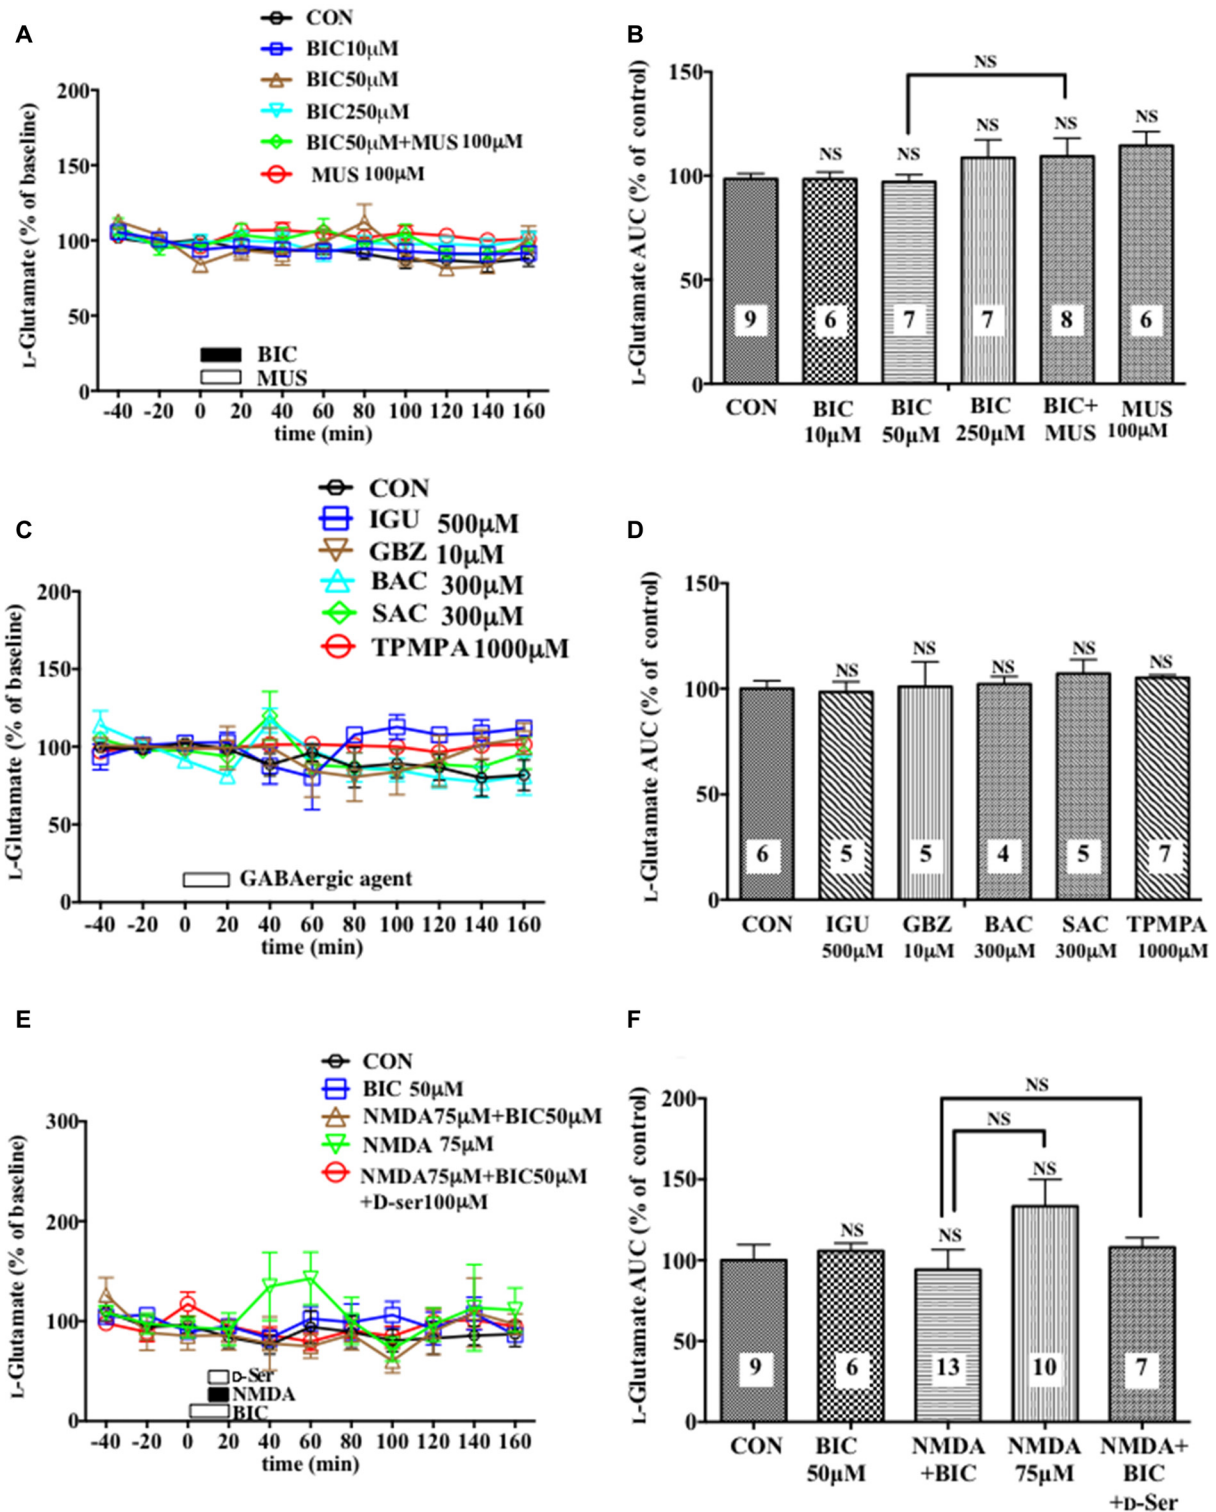 A
CON
BIC10μM
BIC50μM
BIC250μM
BIC50μM+MUS 100μM
MUS 100μM
L-Glutamate (% of baseline)
200
150
100
50
0
BIC
MUS
-40 -20 0 20 40 60 80 100 120 140 160
time (min)
B
L-Glutamate AUC (% of control)
150
100
50
0
NS
NS NS NS NS NS
9 6 7 7 8 6
CON BIC BIC BIC BIC+ MUS
10μM 50μM 250μM MUS 100μM
C
CON
IGU 500μM
GBZ 10μM
BAC 300μM
SAC 300μM
TPMPA 1000μM
L-Glutamate (% of baseline)
200
150
100
50
0
GABAergic agent
-40 -20 0 20 40 60 80 100 120 140 160
time (min)
D
L-Glutamate AUC (% of control)
150
100
50
0
NS NS NS NS NS
6 5 5 4 5 7
CON IGU GBZ BAC SAC TPMPA
500μM 10μM 300μM 300μM 1000μM
E
CON
BIC 50μM
NMDA75μM+BIC50μM
NMDA 75μM
NMDA75μM+BIC50μM
+D-ser100μM
L-Glutamate (% of baseline)
300
200
100
0
D-Ser
NMDA
BIC
-40 -20 0 20 40 60 80 100 120 140 160
time (min)
F
L-Glutamate AUC (% of control)
200
150
100
50
0
NS
NS
NS NS NS
9 6 13 10 7
CON BIC NMDA NMDA NMDA+
50μM +BIC 75μM BIC
+D-Ser